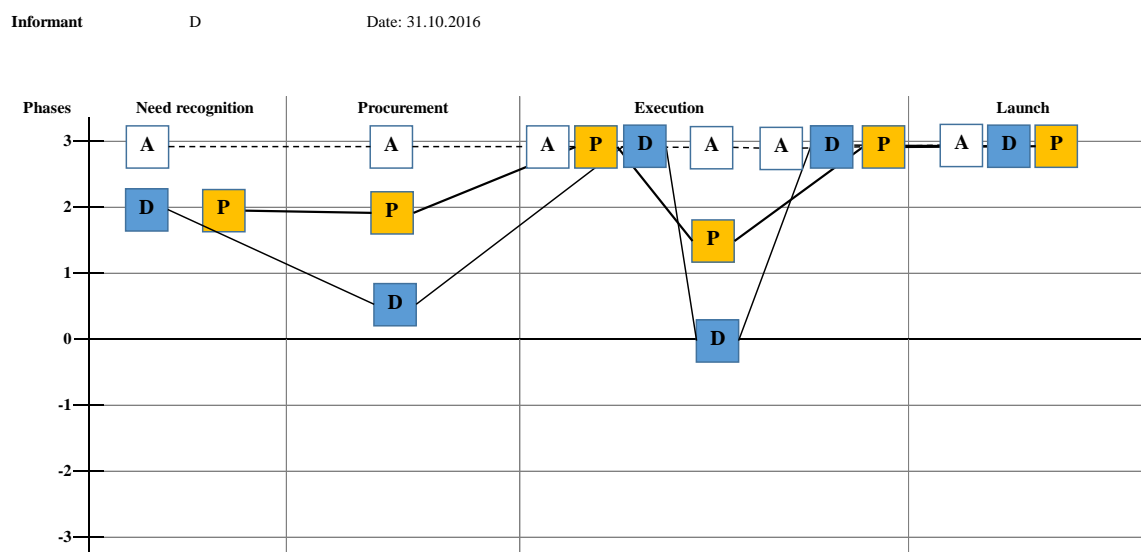 Informant D Date: 31.10.2016
Phases Need recognition Procurement Execution Launch
3 A A A P D A A D P A D P
2 D P P
1 P
D
0 D
-1
-2
-3